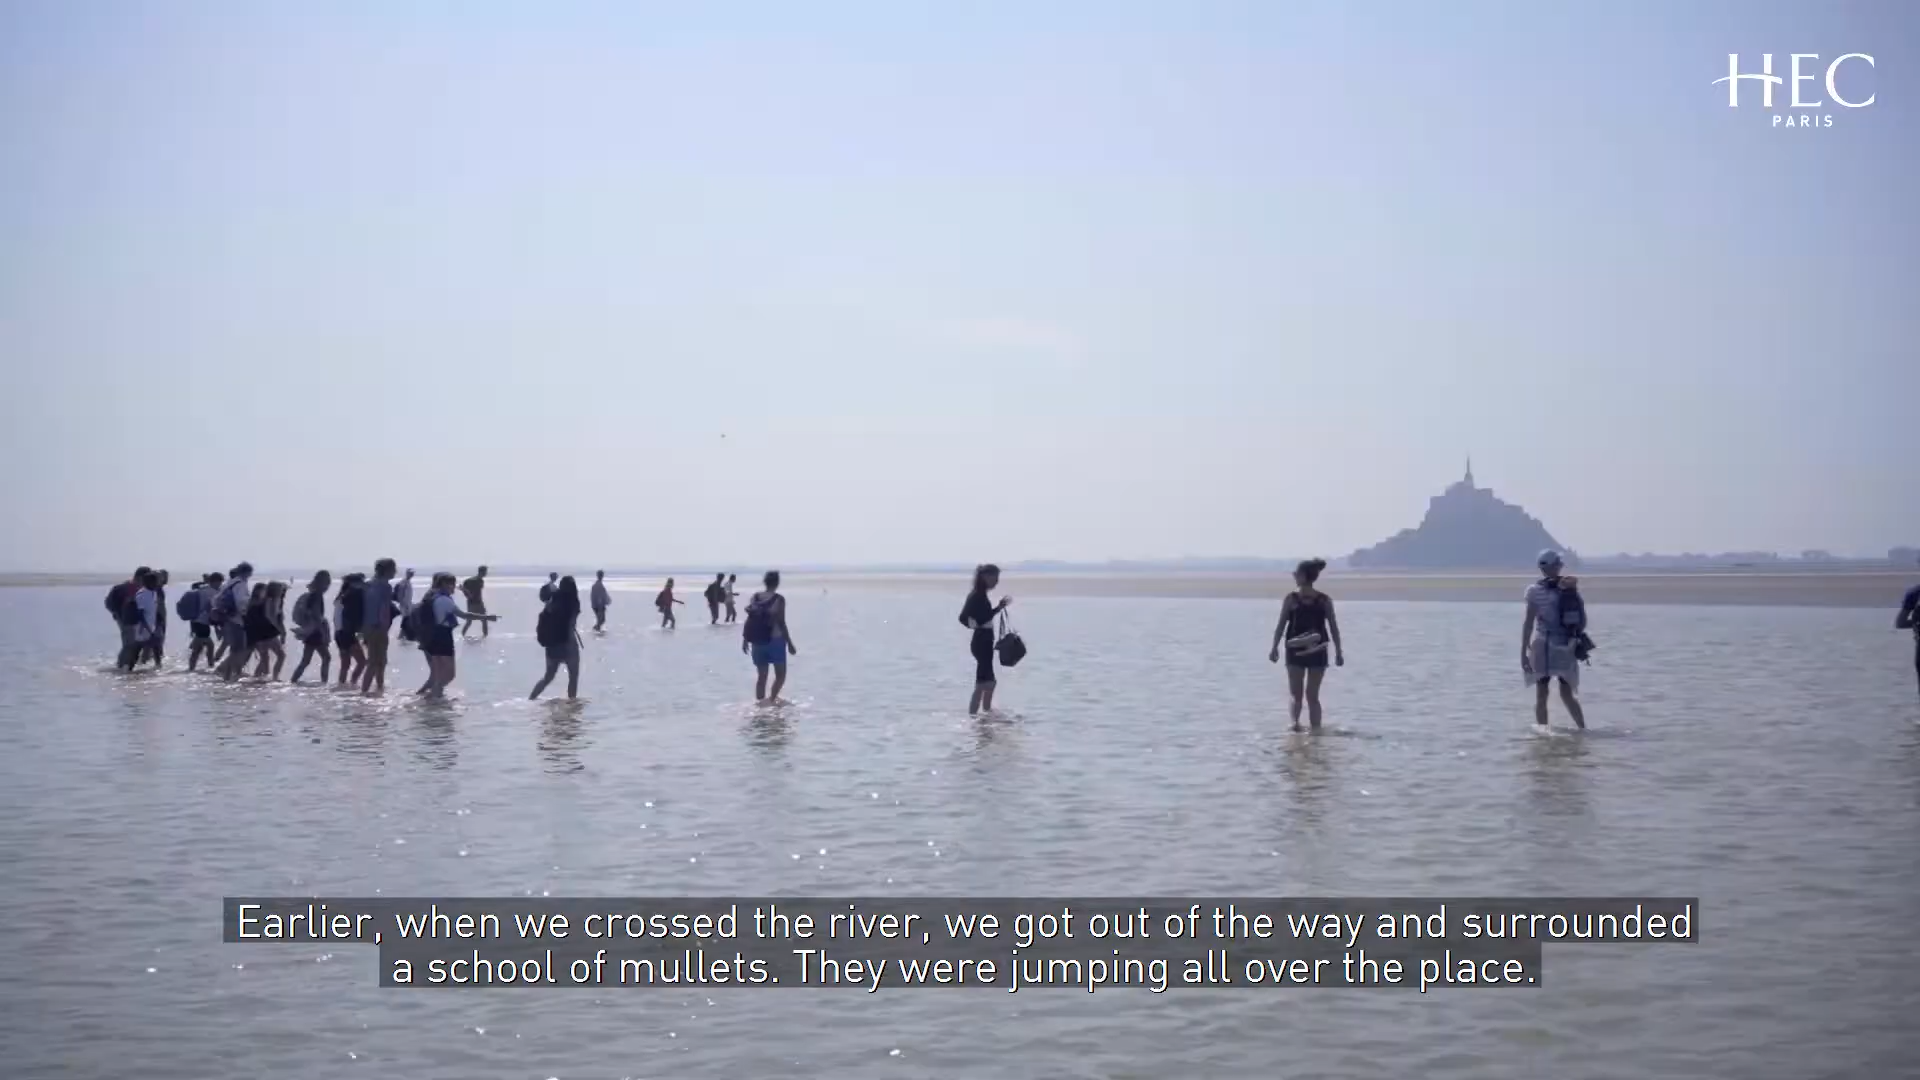 HEC
PARIS
Earlier, when we crossed the river, we got out of the way and surrounded
a school of mullets. They were jumping all over the place.